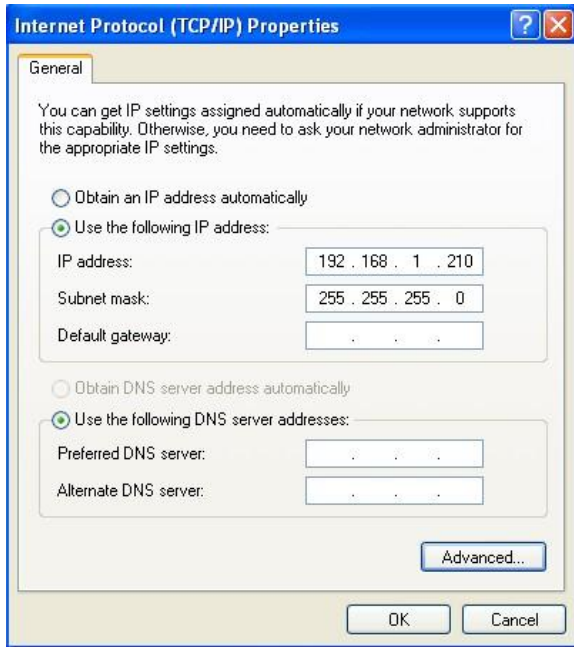 Internet Protocol (TCP/IP) Properties
General
You can get IP settings assigned automatically if your network supports
this capability. Otherwise, you need to ask your network administrator for
the appropriate IP settings.
Obtain an IP address automatically
Use the following IP address:
IP address: 192 . 168 . 1 . 210
Subnet mask: 255 . 255 . 255 . 0
Default gateway: . . .
Obtain DNS server address automatically
Use the following DNS server addresses:
Preferred DNS server: . . .
Alternate DNS server: . . .
Advanced...
OK Cancel